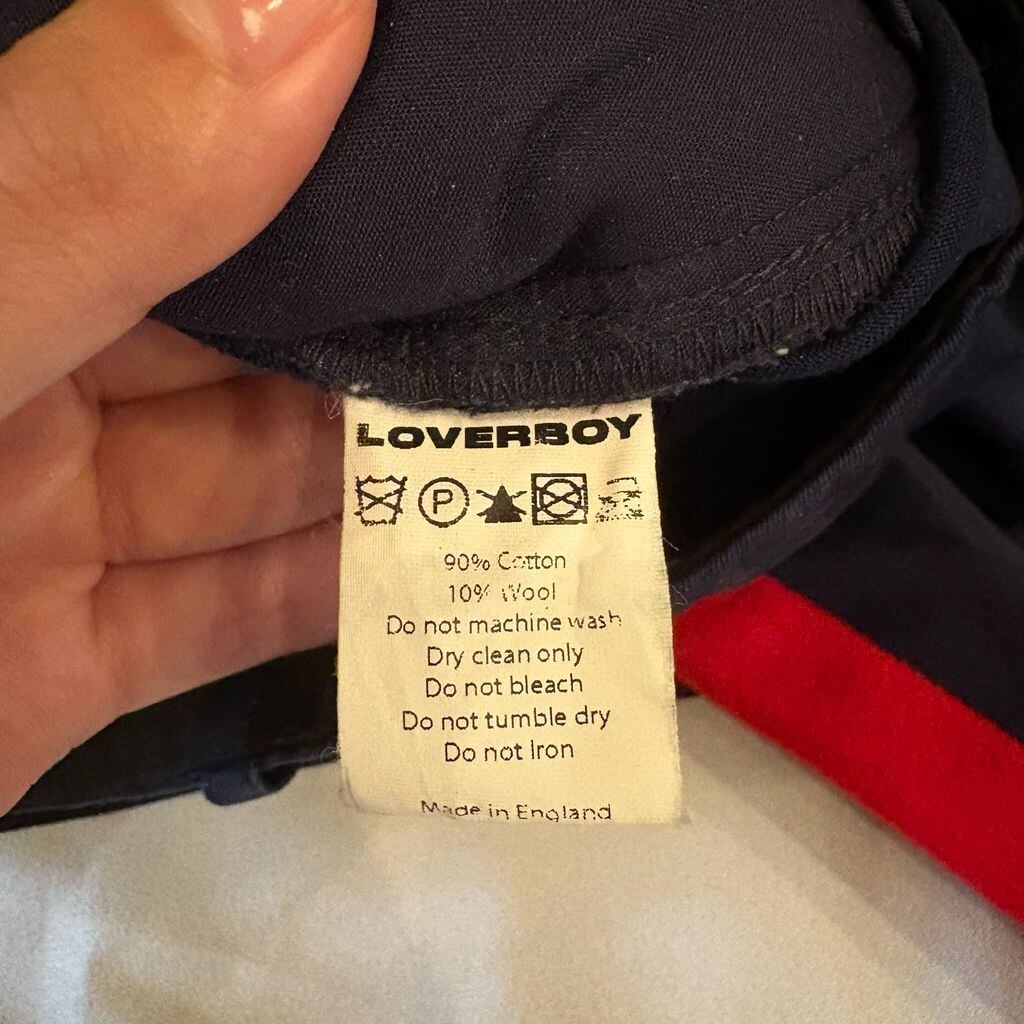 LOVERBOY
P
90% Cotton
10% Wool
Do not machine wash
Dry clean only
Do not bleach
Do not tumble dry
Do not Iron
Made in England